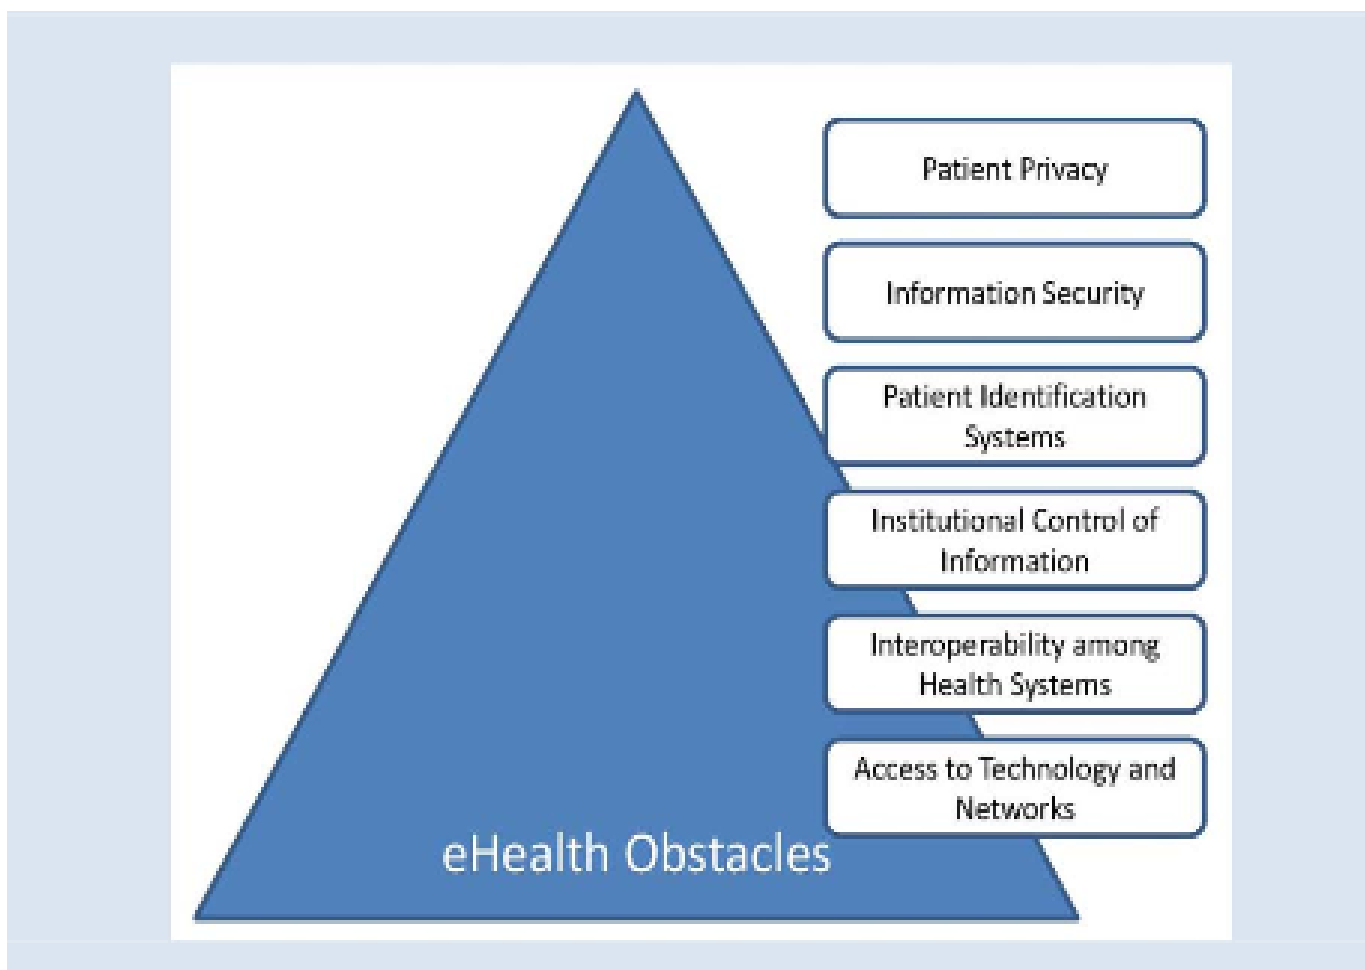 Patient Privacy
Information Security
Patient Identification
Systems
Institutional Control of
Information
Interoperability among
Health Systems
Access to Technology and
Networks
eHealth Obstacles